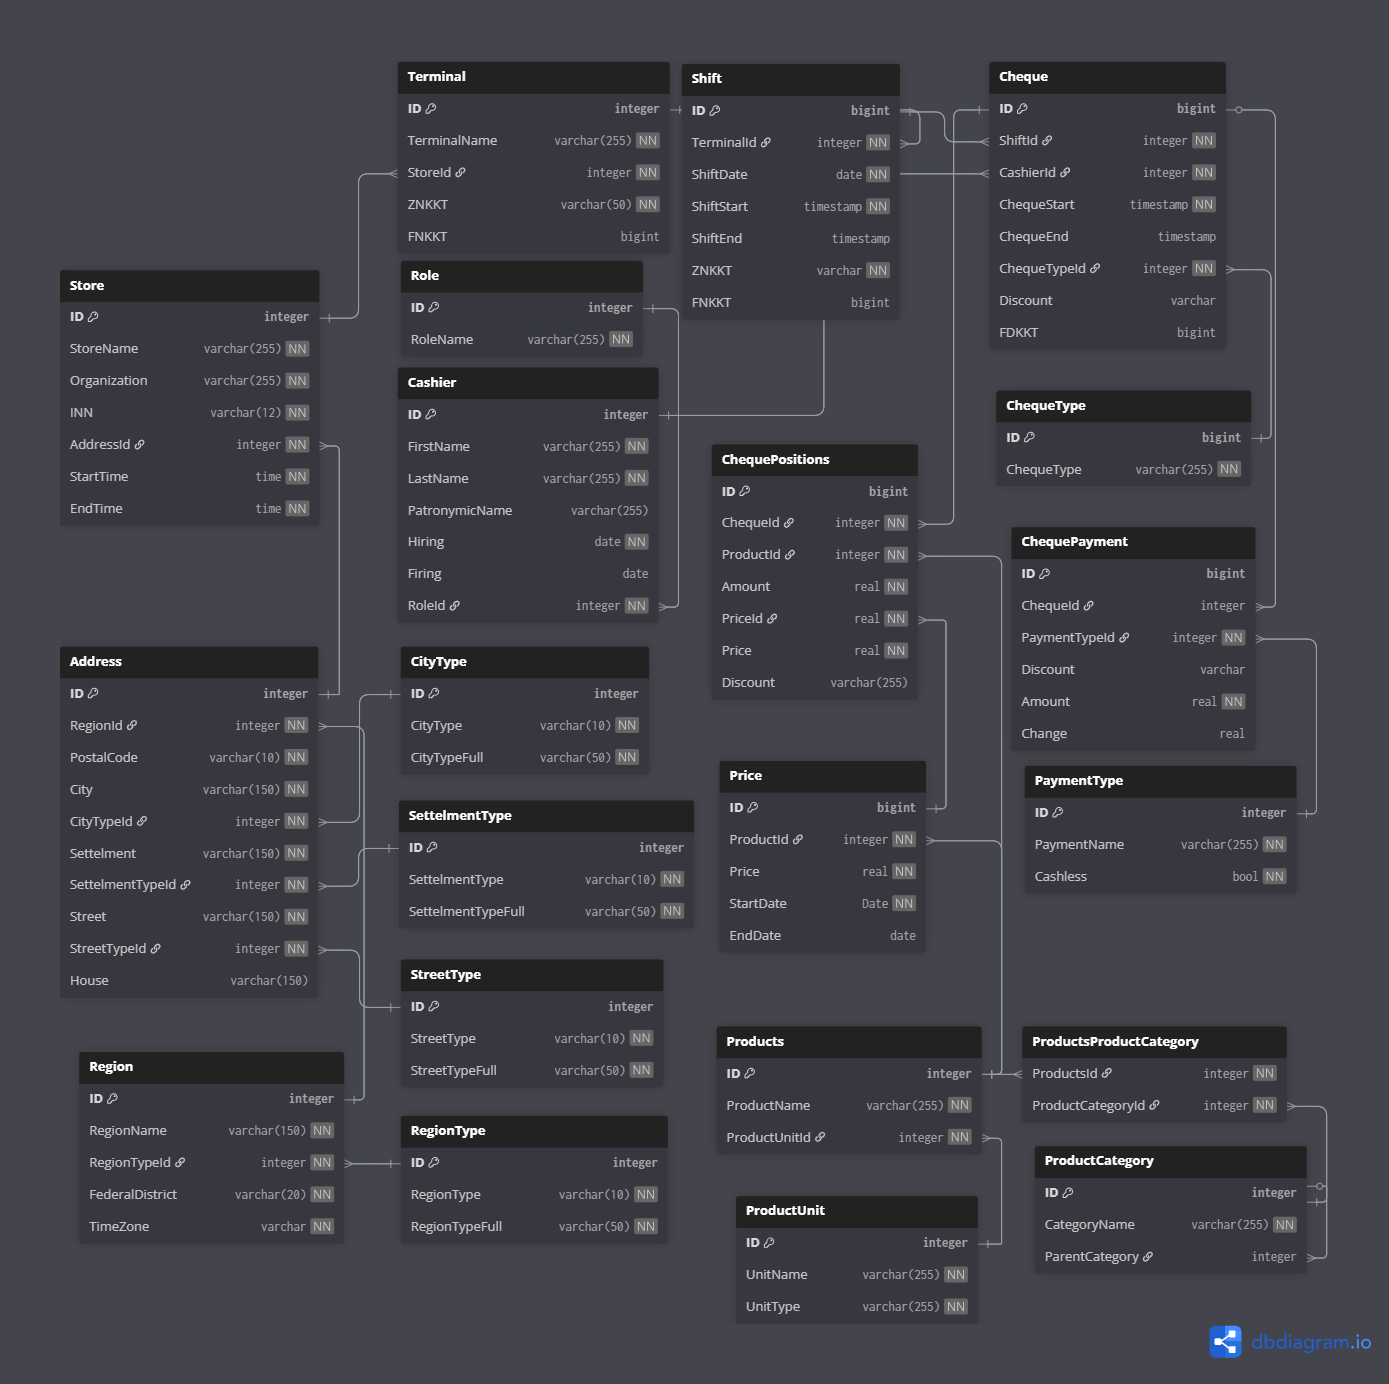 Terminal
ID integer
TerminalName varchar(255) NN
StoreId integer NN
ZNKKT varchar(50) NN
FNKKT bigint
Shift
ID bigint
TerminalId integer NN
ShiftDate date NN
ShiftStart timestamp NN
ShiftEnd timestamp
ZNKKT varchar NN
FNKKT bigint
Cheque
ID bigint
ShiftId integer NN
CashierId integer NN
ChequeStart timestamp NN
ChequeEnd timestamp
ChequeTypeId integer NN
Discount varchar
FDKKT bigint
Store
ID integer
StoreName varchar(255) NN
Organization varchar(255) NN
INN varchar(12) NN
AddressId integer NN
StartTime time NN
EndTime time NN
Role
ID integer
RoleName varchar(255) NN
Cashier
ID integer
FirstName varchar(255) NN
LastName varchar(255) NN
PatronymicName varchar(255)
Hiring date NN
Firing date
RoleId integer NN
ChequeType
ID bigint
ChequeType varchar(255) NN
ChequePositions
ID bigint
ChequeId integer NN
ProductId integer NN
Amount real NN
PriceId real NN
Price real NN
Discount varchar(255)
ChequePayment
ID bigint
ChequeId integer
PaymentTypeId integer NN
Discount varchar
Amount real NN
Change real
Address
ID integer
RegionId integer NN
PostalCode varchar(10) NN
City varchar(150) NN
CityTypeId integer NN
Settelment varchar(150) NN
SettelmentTypeId integer NN
Street varchar(150) NN
StreetTypeId integer NN
House varchar(150)
CityType
ID integer
CityType varchar(10) NN
CityTypeFull varchar(50) NN
SettelmentType
ID integer
SettelmentType varchar(10) NN
SettelmentTypeFull varchar(50) NN
Price
ID bigint
ProductId integer NN
Price real NN
StartDate Date NN
EndDate date
PaymentType
ID integer
PaymentName varchar(255) NN
Cashless bool NN
StreetType
ID integer
StreetType varchar(10) NN
StreetTypeFull varchar(50) NN
Region
ID integer
RegionName varchar(150) NN
RegionTypeId integer NN
FederalDistrict varchar(20) NN
TimeZone varchar NN
RegionType
ID integer
RegionType varchar(10) NN
RegionTypeFull varchar(50) NN
Products
ID integer
ProductName varchar(255) NN
ProductUnitId integer NN
ProductsProductCategory
ProductsId integer NN
ProductCategoryId integer NN
ProductCategory
ID integer
CategoryName varchar(255) NN
ParentCategory integer
ProductUnit
ID integer
UnitName varchar(255) NN
UnitType varchar(255) NN
dbdiagram.io